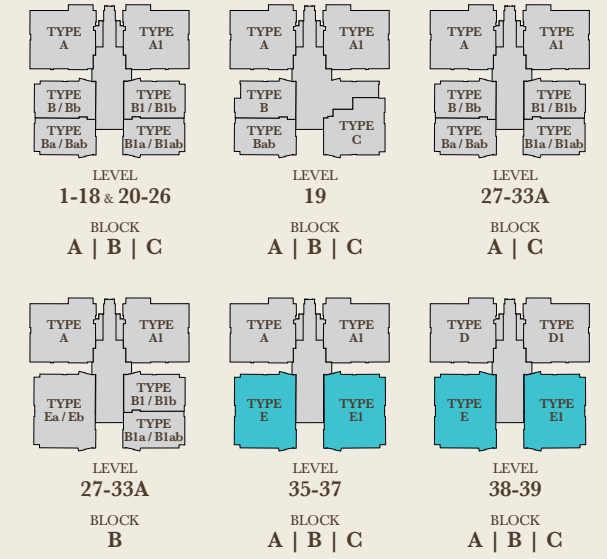 TYPE
A
TYPE
A1
TYPE
B / Bb
TYPE
B1 / B1b
TYPE
Ba / Bab
TYPE
B1a / B1ab
LEVEL
1-18 & 20-26
BLOCK
A | B | C
TYPE
A
TYPE
A1
TYPE
B
TYPE
Bab
TYPE
C
LEVEL
19
BLOCK
A | B | C
TYPE
A
TYPE
A1
TYPE
B / Bb
TYPE
B1 / B1b
TYPE
Ba / Bab
TYPE
B1a / B1ab
LEVEL
27-33A
BLOCK
A | C
TYPE
A
TYPE
A1
TYPE
Ea / Eb
TYPE
B1 / B1b
TYPE
B1a / B1ab
LEVEL
27-33A
BLOCK
B
TYPE
A
TYPE
A1
TYPE
E
TYPE
E1
LEVEL
35-37
BLOCK
A | B | C
TYPE
D
TYPE
D1
TYPE
E
TYPE
E1
LEVEL
38-39
BLOCK
A | B | C